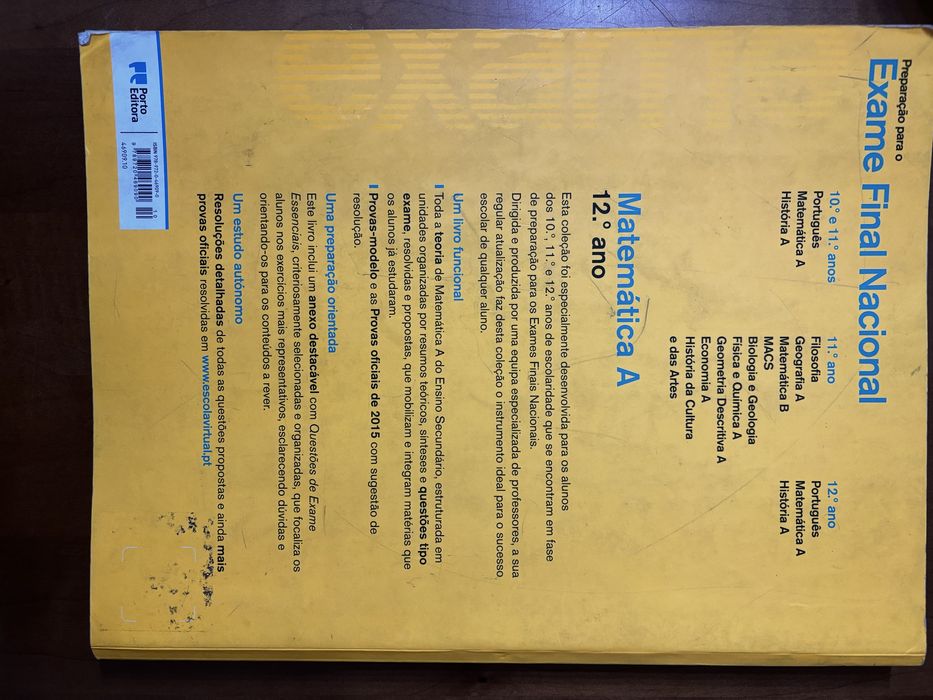 Preparação para o
Exame Final Nacional
10.º e 11.º anos
Português
Matemática A
História A
11.º ano
Filosofia
Geografia A
Matemática B
MACS
Biologia e Geologia
Física e Química A
Geometria Descritiva A
Economia A
História da Cultura
e das Artes
12.º ano
Português
Matemática A
História A
Matemática A
12.º ano
Esta coleção foi especialmente desenvolvida para os alunos
dos 10.º, 11.º e 12.º anos de escolaridade que se encontram em fase
de preparação para os Exames Finais Nacionais.
Dirigida e produzida por uma equipa especializada de professores, a sua
regular atualização faz desta coleção o instrumento ideal para o sucesso
escolar de qualquer aluno.
Um livro funcional
Toda a teoria de Matemática A do Ensino Secundário, estruturada em
unidades organizadas por resumos teóricos, sínteses e questões tipo
exame, resolvidas e propostas, que mobilizam e integram matérias que
os alunos já estudaram.
Provas-modelo e as Provas oficiais de 2015 com sugestão de
resolução.
Uma preparação orientada
Este livro inclui um anexo destacável com Questões de Exame
Essenciais, criteriosamente selecionadas e organizadas, que focaliza os
alunos nos exercícios mais representativos, esclarecendo dúvidas e
orientando-os para os conteúdos a rever.
Um estudo autónomo
Resoluções detalhadas de todas as questões propostas e ainda mais
provas oficiais resolvidas em www.escolavirtual.pt
Porto
Editora
ISBN 978-972-0-46909-0
46909.10